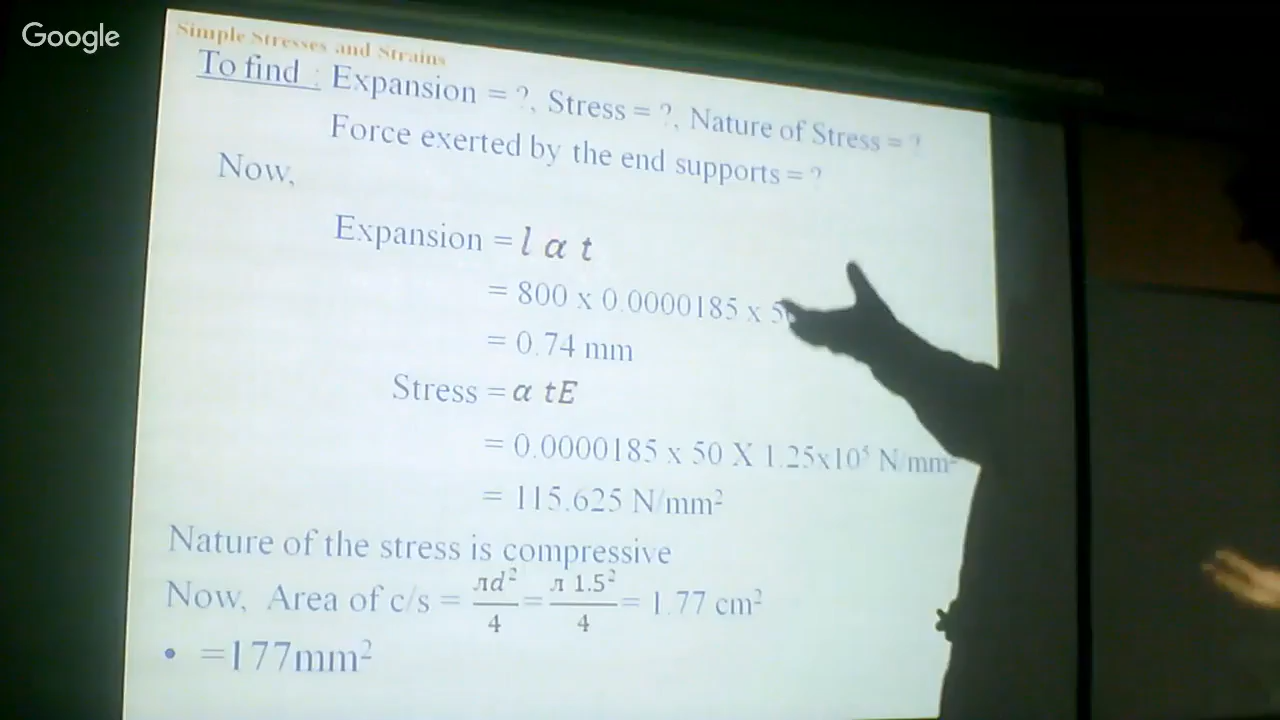 Google
Simple Stresses and Strains
To find : Expansion = ?, Stress = ?, Nature of Stress = ?
Force exerted by the end supports = ?
Now,
Expansion = l α t
= 800 x 0.0000185 x
= 0.74 mm
Stress = α tE
= 0.0000185 x 50 X 1.25x10⁵ N/mm²
= 115.625 N/mm²
Nature of the stress is compressive
Now, Area of c/s = лd²/4 = л 1.5²/4 = 1.77 cm²
• =177mm²